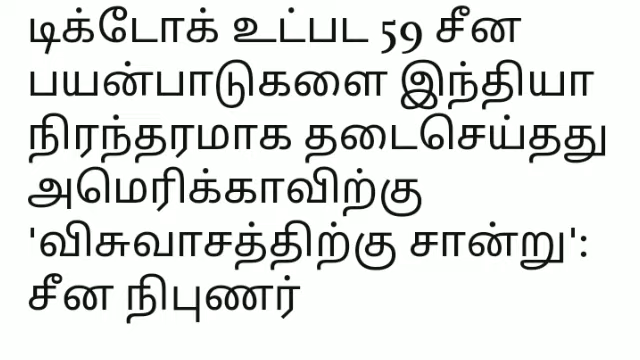 டிக்டோக் உட்பட 59 சீன
பயன்பாடுகளை இந்தியா
நிரந்தரமாக தடைசெய்தது
அமெரிக்காவிற்கு
'விசுவாசத்திற்கு சான்று':
சீன நிபுணர்